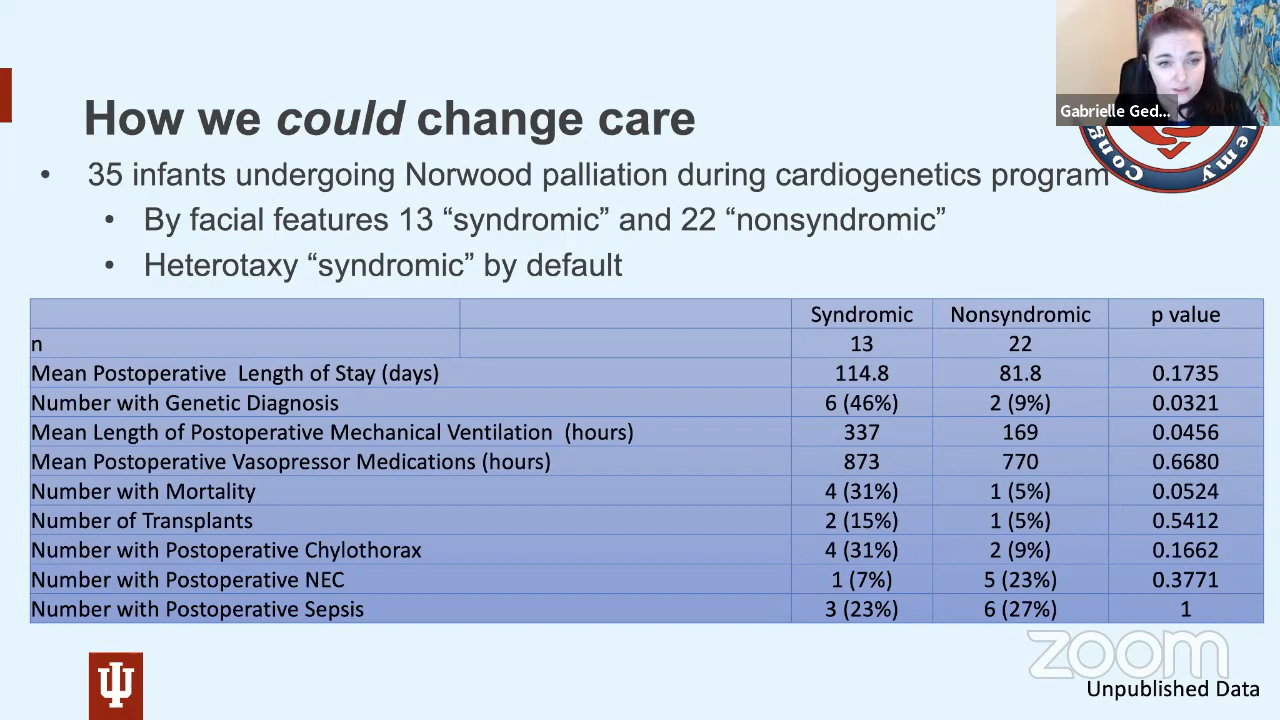 Gabrielle Ged...
How we could change care
• 35 infants undergoing Norwood palliation during cardiogenetics program
• By facial features 13 “syndromic” and 22 “nonsyndromic”
• Heterotaxy “syndromic” by default
Syndromic Nonsyndromic p value
n 13 22
Mean Postoperative Length of Stay (days) 114.8 81.8 0.1735
Number with Genetic Diagnosis 6 (46%) 2 (9%) 0.0321
Mean Length of Postoperative Mechanical Ventilation (hours) 337 169 0.0456
Mean Postoperative Vasopressor Medications (hours) 873 770 0.6680
Number with Mortality 4 (31%) 1 (5%) 0.0524
Number of Transplants 2 (15%) 1 (5%) 0.5412
Number with Postoperative Chylothorax 4 (31%) 2 (9%) 0.1662
Number with Postoperative NEC 1 (7%) 5 (23%) 0.3771
Number with Postoperative Sepsis 3 (23%) 6 (27%) 1
zoom
Unpublished Data